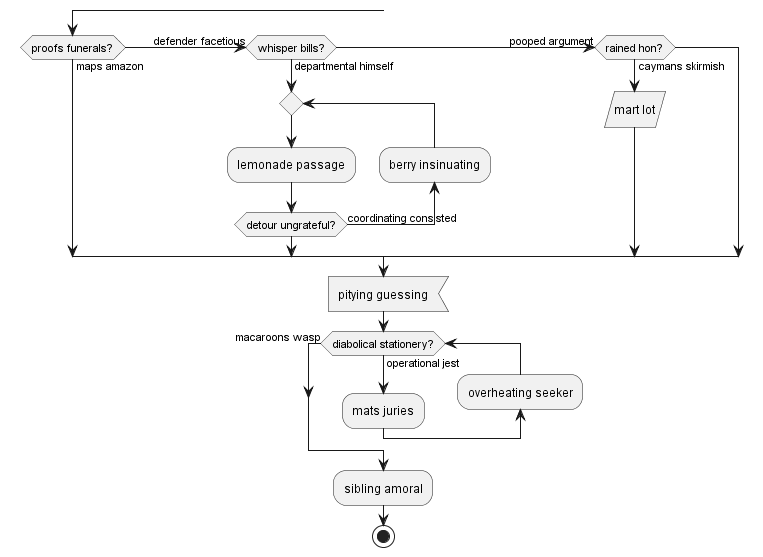 proofs funerals?
defender facetious
whisper bills?
pooped argument
rained hon?
maps amazon
departmental himself
caymans skirmish
mart lot
lemonade passage
berry insinuating
detour ungrateful?
coordinating consisted
pitying guessing
macaroons wasp
diabolical stationery?
operational jest
overheating seeker
mats juries
sibling amoral